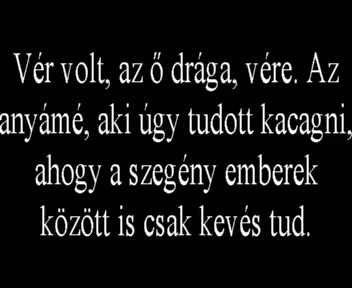 Vér volt, az ő drága, vére. Az
anyámé, aki úgy tudott kacagni,
ahogy a szegény emberek
között is csak kevés tud.